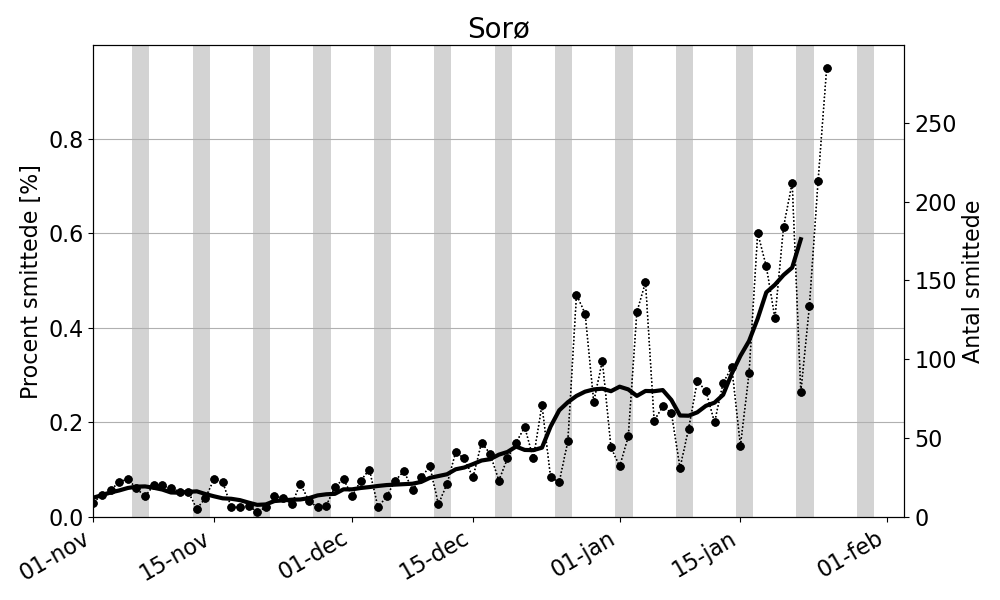 Sorø
Procent smittede [%]
0.8
0.6
0.4
0.2
0.0
250
200
150
100
50
0
Antal smittede
01-nov
15-nov
01-dec
15-dec
01-jan
15-jan
01-feb